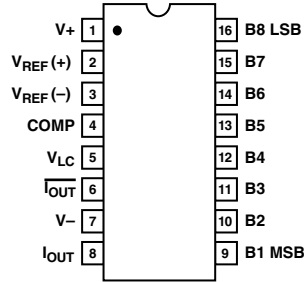 V+ 1 16 B8 LSB
VREF (+) 2 15 B7
VREF (–) 3 14 B6
COMP 4 13 B5
VLC 5 12 B4
IOUT 6 11 B3
V– 7 10 B2
IOUT 8 9 B1 MSB